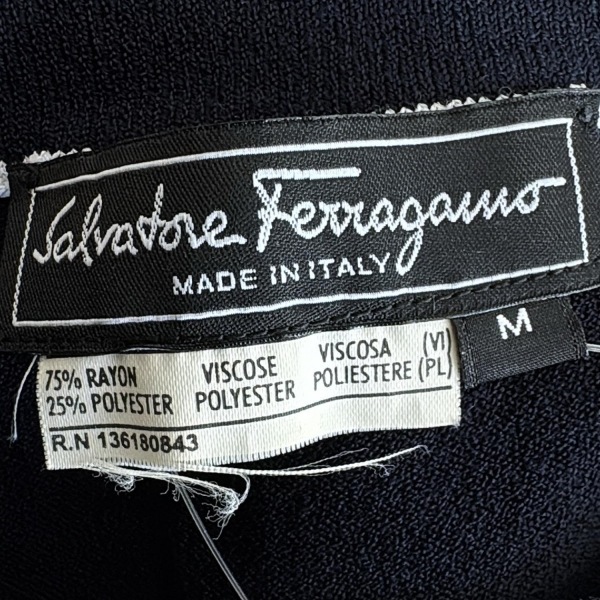 Salvatore Ferragamo
MADE IN ITALY
M
75% RAYON VISCOSE VISCOSA (VI)
25% POLYESTER POLYESTER POLIESTERE (PL)
R.N 136180843